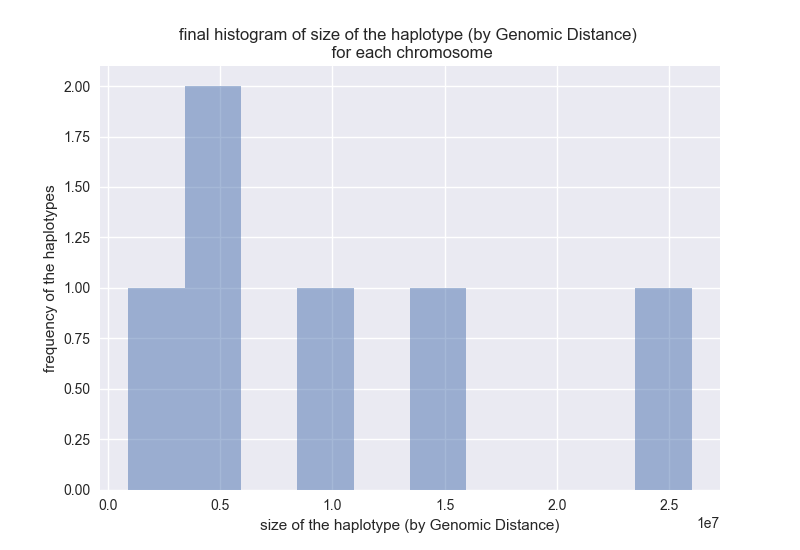 final histogram of size of the haplotype (by Genomic Distance)
for each chromosome
2.00
1.75
1.50
1.25
1.00
0.75
0.50
0.25
0.00
frequency of the haplotypes
0.0 0.5 1.0 1.5 2.0 2.5
1e7
size of the haplotype (by Genomic Distance)